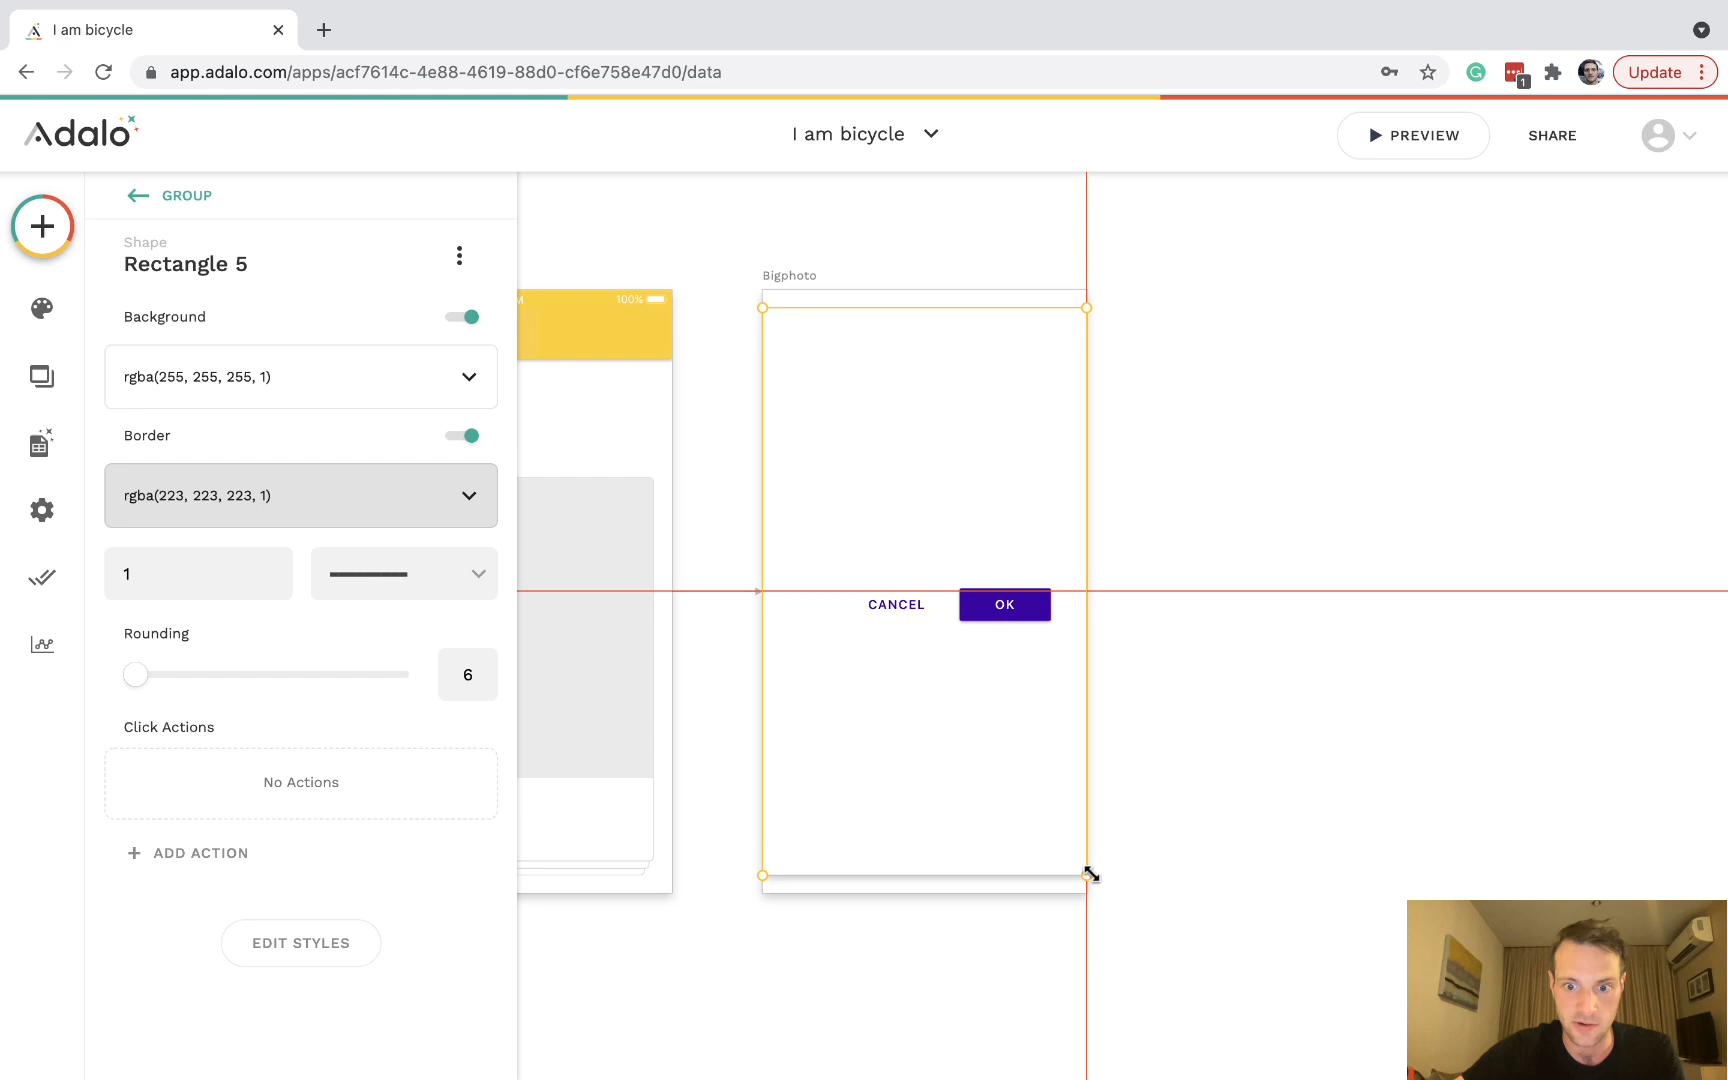 I am bicycle
app.adalo.com/apps/acf7614c-4e88-4619-88d0-cf6e758e47d0/data
1
Update
Adalo
I am bicycle
PREVIEW
SHARE
GROUP
Shape
Rectangle 5
Background
rgba(255, 255, 255, 1)
Border
rgba(223, 223, 223, 1)
1
Rounding
6
Click Actions
No Actions
ADD ACTION
EDIT STYLES
M
100%
Bigphoto
CANCEL
OK